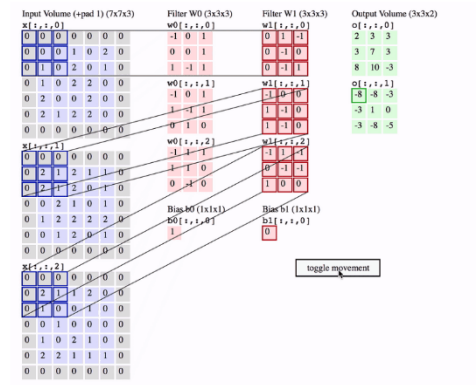 Input Volume (+pad 1) (7x7x3)
x[:,:,0]
0 0 0 0 0 0 0
0 0 0 1 0 2 0
0 1 0 2 0 1 0
0 1 0 2 2 0 0
0 2 0 0 2 0 0
0 2 1 2 2 0 0
0 0 0 0 0 0 0
x[:,:,1]
0 0 0 0 0 0 0
0 2 1 2 1 1 0
0 2 1 2 0 1 0
0 0 2 1 0 1 0
0 1 2 2 2 2 0
0 0 1 2 0 1 0
0 0 0 0 0 0 0
x[:,:,2]
0 0 0 0 0 0 0
0 2 1 1 2 0 0
0 1 0 0 1 0 0
0 0 1 0 0 0 0
0 1 0 2 1 0 0
0 2 2 1 1 1 0
0 0 0 0 0 0 0
Filter W0 (3x3x3)
w0[:,:,0]
-1 0 1
0 0 1
1 -1 1
w0[:,:,1]
-1 0 1
1 -1 1
0 1 0
w0[:,:,2]
-1 1 1
1 1 0
0 -1 0
Bias b0 (1x1x1)
b0[:,:,0]
1
Filter W1 (3x3x3)
w1[:,:,0]
0 1 -1
0 -1 0
0 -1 1
w1[:,:,1]
-1 0 0
1 -1 0
1 -1 0
w1[:,:,2]
-1 1 -1
0 -1 -1
1 0 0
Bias b1 (1x1x1)
b1[:,:,0]
0
Output Volume (3x3x2)
o[:,:,0]
2 3 3
3 7 3
8 10 -3
o[:,:,1]
-8 -8 -3
-3 1 0
-3 -8 -5
toggle movement